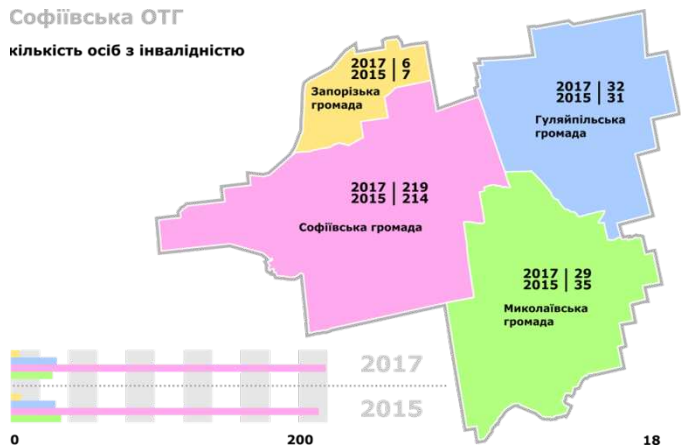 Софіївська ОТГ
кількість осіб з інвалідністю
2017 | 6
2015 | 7
Запорізька
громада
2017 | 32
2015 | 31
Гуляйпільська
громада
2017 | 219
2015 | 214
Софіївська громада
2017 | 29
2015 | 35
Миколаївська
громада
2017
2015
0 200 18